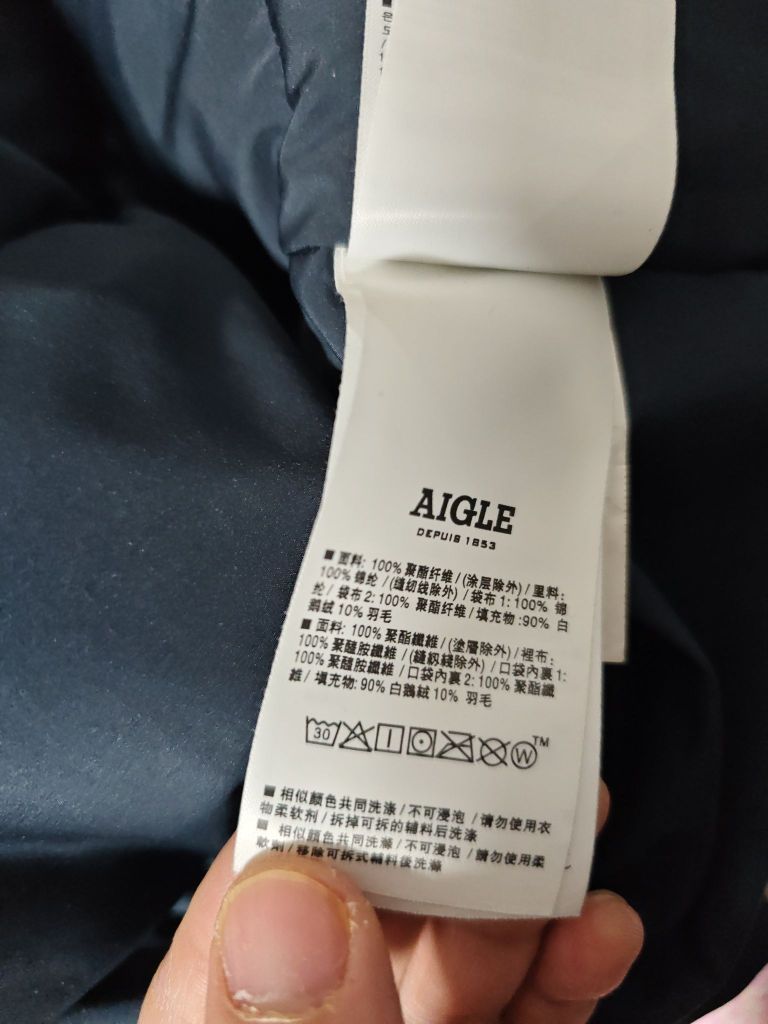 AIGLE
DEPUIS 1853
■ 面料: 100% 聚酯纤维 / (涂层除外) / 里料:
100% 锦纶 / (缝纫线除外) / 袋布 1: 100% 锦
纶 / 袋布 2: 100% 聚酯纤维 / 填充物 :90% 白
鹅绒 10% 羽毛
■ 面料: 100% 聚酯纖維 / (塗層除外) / 裡布:
100% 聚醯胺纖維 / (縫紉綫除外) / 口袋內裏 1:
100% 聚醯胺纖維 / 口袋內裏 2: 100% 聚酯纖
維 / 填充物: 90% 白鵝絨 10% 羽毛
30 W TM
■ 相似顏色共同洗涤 / 不可浸泡 / 请勿使用衣
物柔软剂 / 拆掉可拆的辅料后洗涤
■ 相似顏色共同洗滌 / 不可浸泡 / 請勿使用柔
軟劑 / 移除可拆式輔料後洗滌